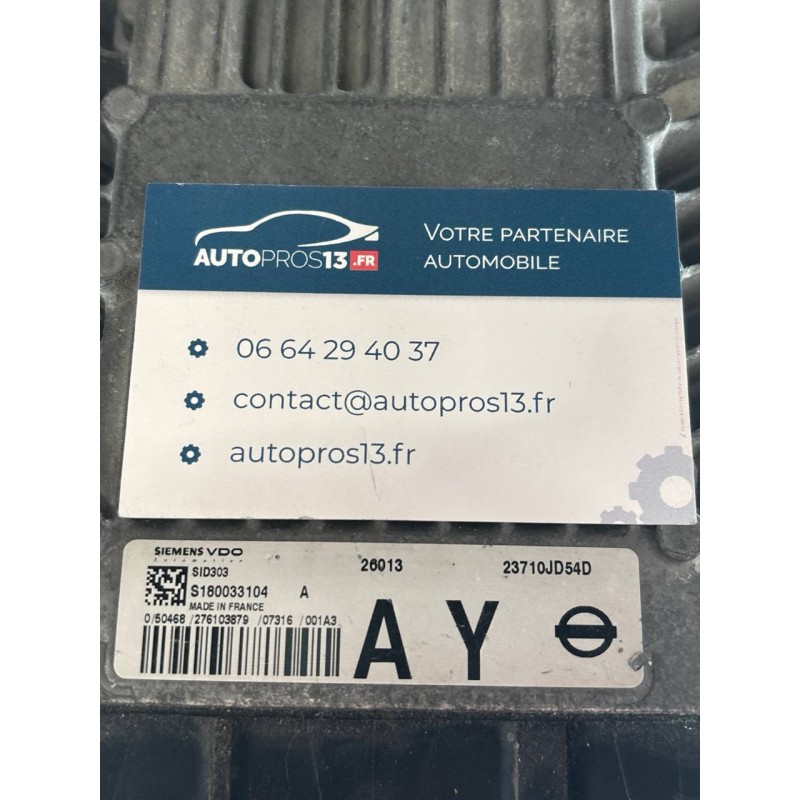 AUTOPROS13.FR
VOTRE PARTENAIRE
AUTOMOBILE
06 64 29 40 37
contact@autopros13.fr
autopros13.fr
SIEMENS VDO
Automotive
SID303
S180033104 A
MADE IN FRANCE
0/50468 /276103879 /07316 /001A3
26013
23710JD54D
A Y